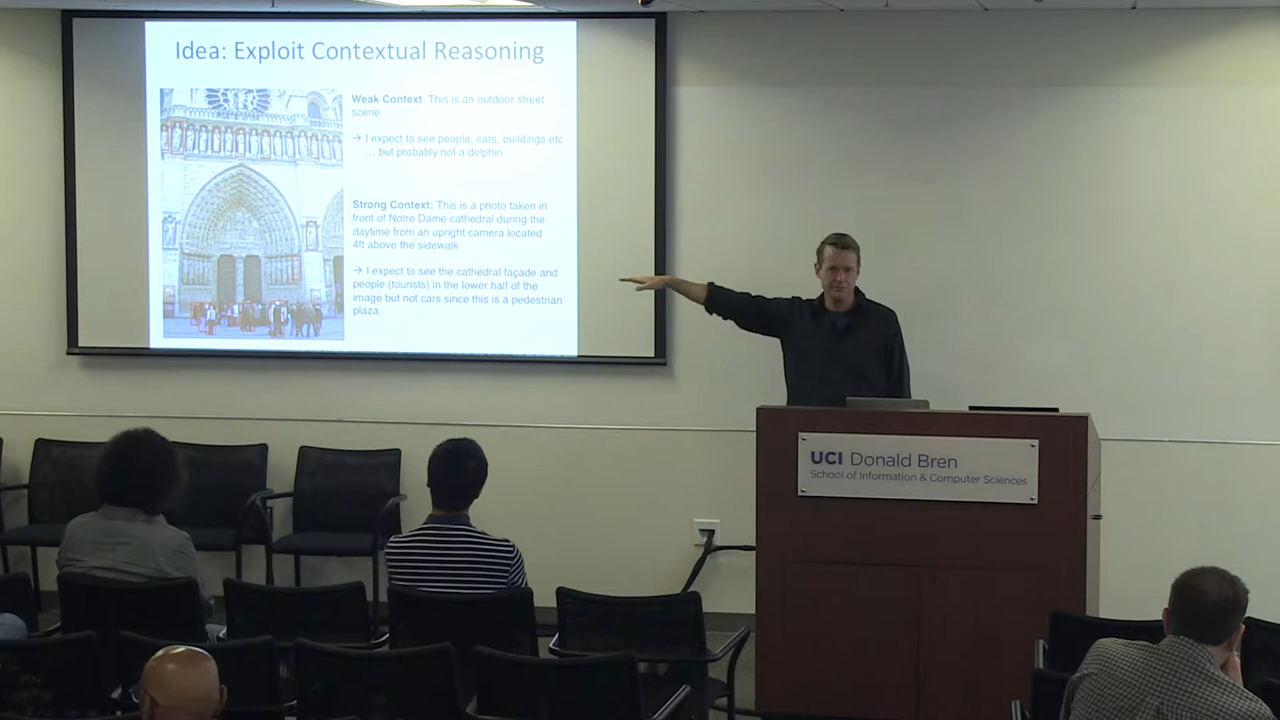 Idea: Exploit Contextual Reasoning
Weak Context. This is an outdoor street
scene
→ I expect to see people, cars, buildings etc
... but probably not a dolphin
Strong Context: This is a photo taken in
front of Notre Dame cathedral during the
daytime from an upright camera located
4ft above the sidewalk
→ I expect to see the cathedral façade and
people (tourists) in the lower half of the
image but not cars since this is a pedestrian
plaza.
UCI Donald Bren
School of Information & Computer Sciences